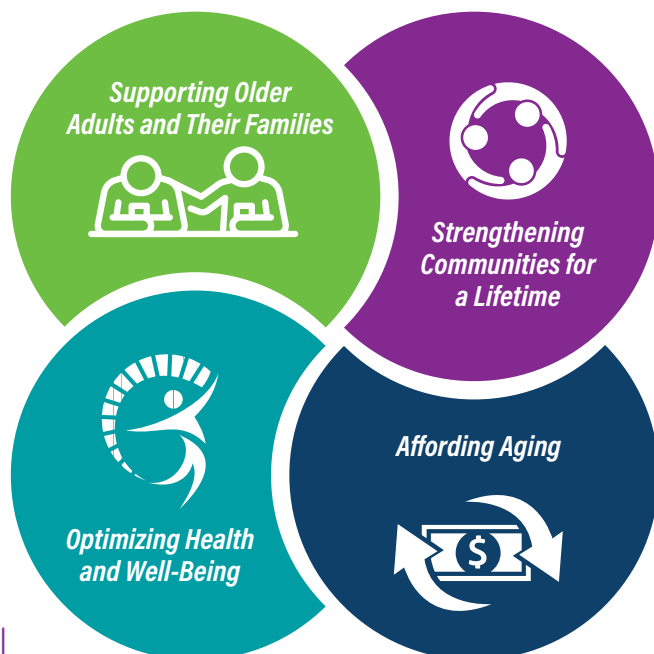 Supporting Older
Adults and Their Families
Strengthening
Communities for
a Lifetime
Optimizing Health
and Well-Being
Affording Aging
$